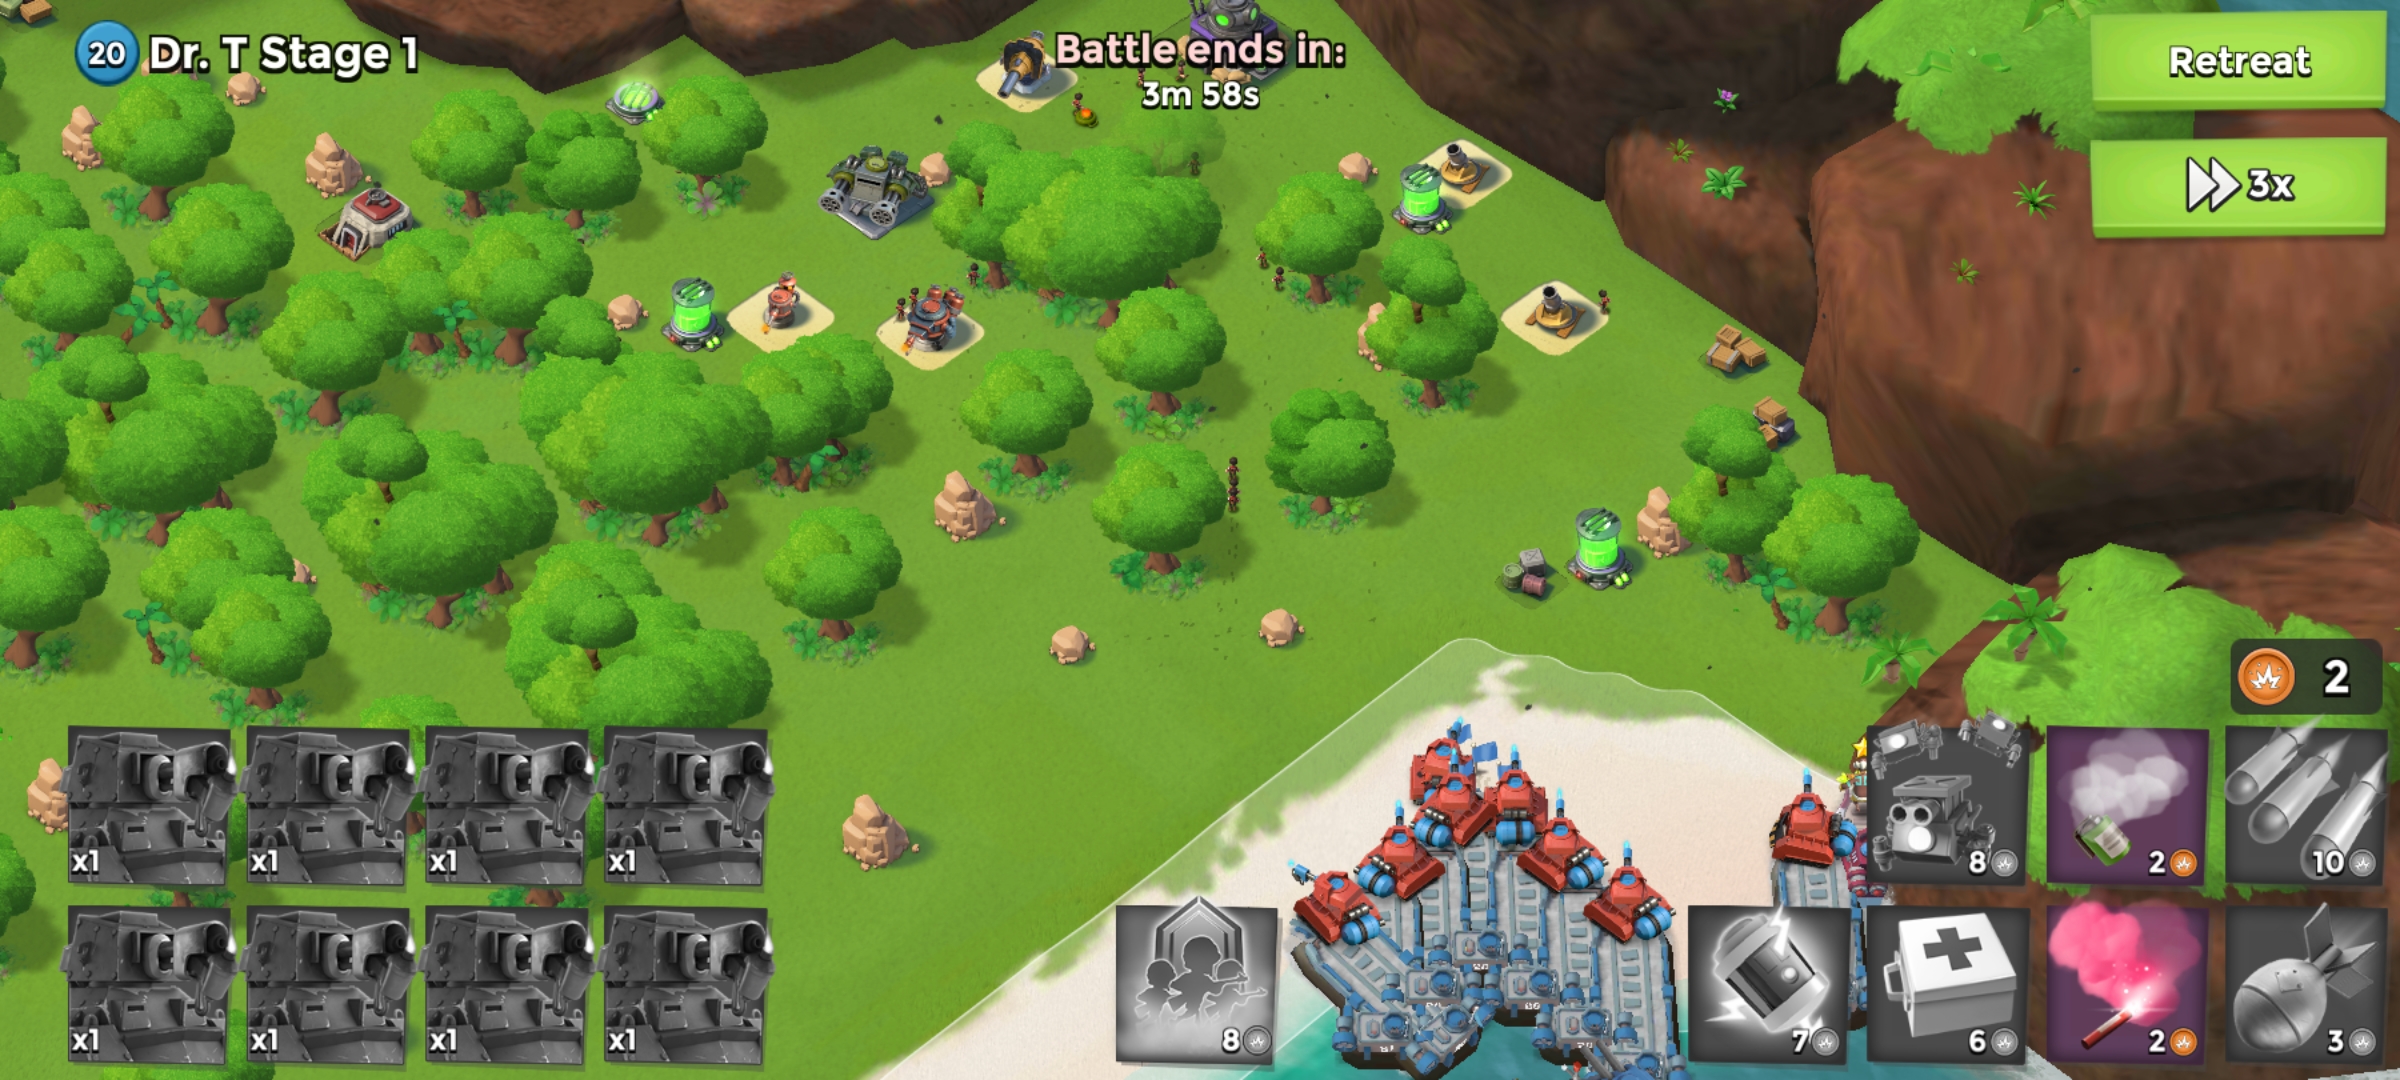 20 Dr. T Stage 1
Battle ends in:
3m 58s
Retreat
3x
2
x1 x1 x1 x1
8 2 10
x1 x1 x1 x1
8 7 6 2 3